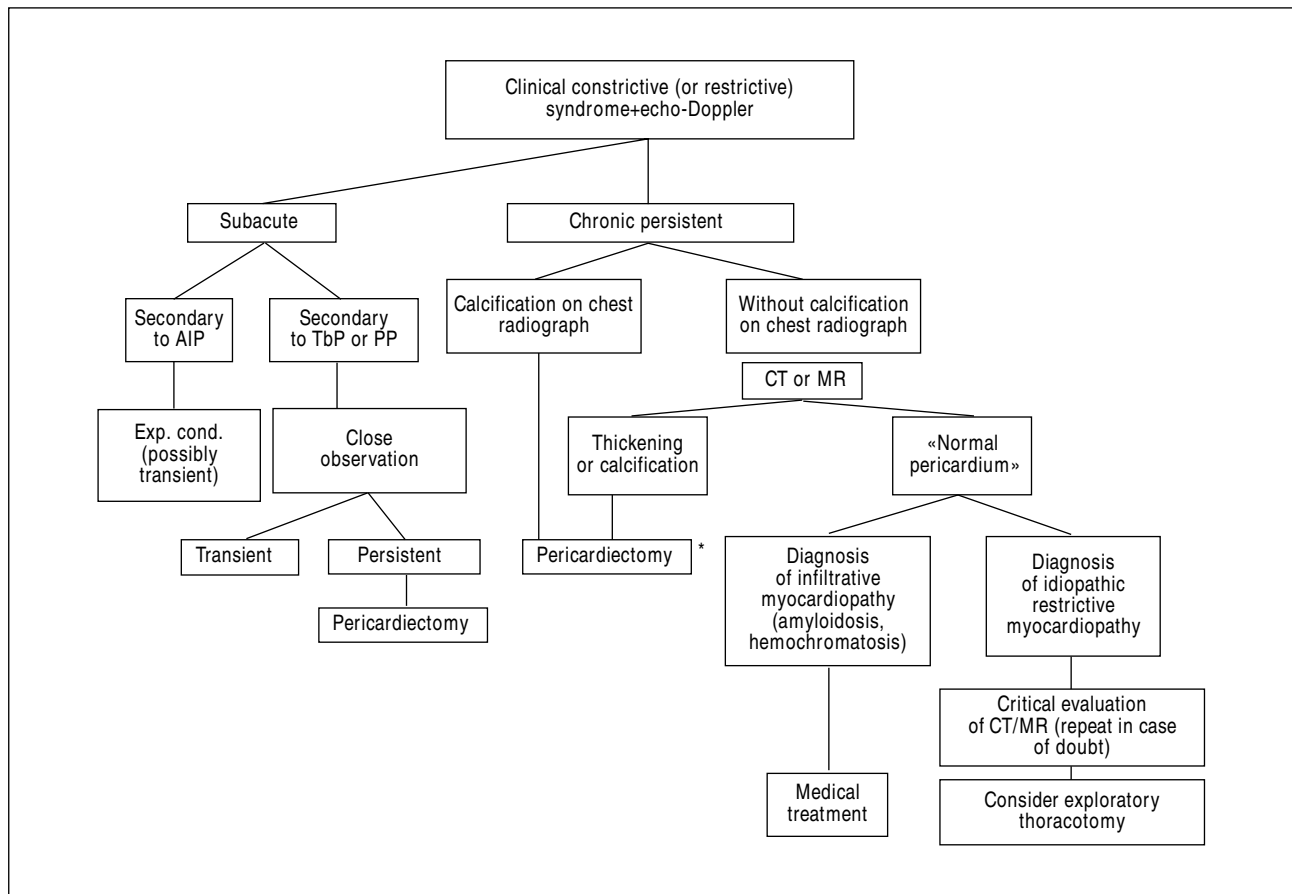 Clinical constrictive (or restrictive)
syndrome+echo-Doppler
Subacute
Chronic persistent
Secondary
to AIP
Secondary
to TbP or PP
Calcification on chest
radiograph
Without calcification
on chest radiograph
CT or MR
Exp. cond.
(possibly
transient)
Close
observation
Thickening
or calcification
«Normal
pericardium»
Transient
Persistent
Pericardiectomy
*
Pericardiectomy
Diagnosis
of infiltrative
myocardiopathy
(amyloidosis,
hemochromatosis)
Diagnosis
of idiopathic
restrictive
myocardiopathy
Critical evaluation
of CT/MR (repeat in case
of doubt)
Medical
treatment
Consider exploratory
thoracotomy